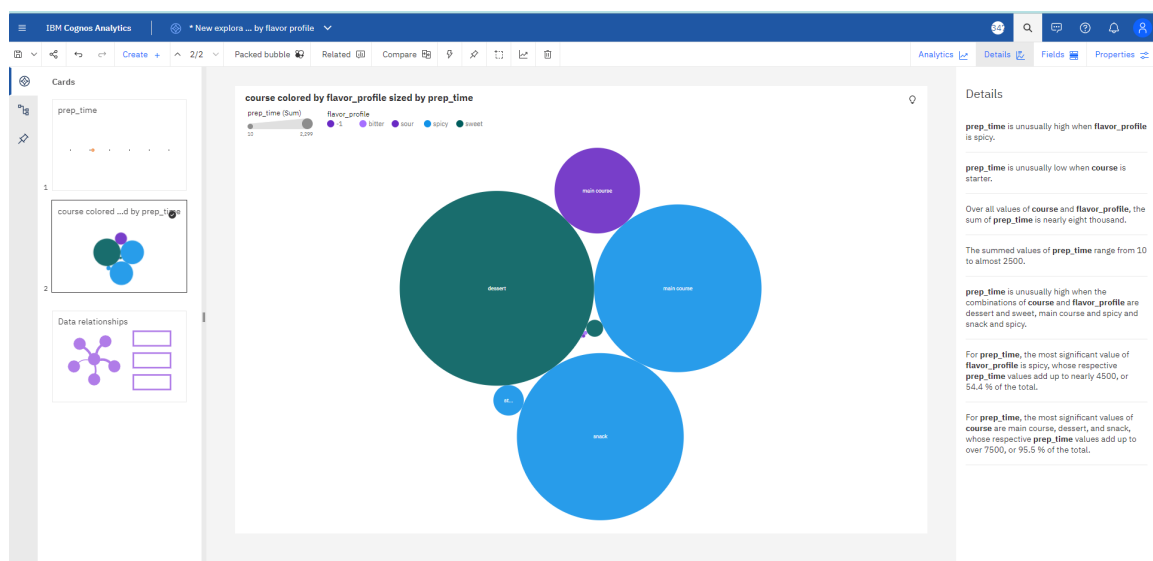 IBM Cognos Analytics
* New explora ... by flavor profile
Create +
2/2
Packed bubble
Related
Compare
Analytics
Details
Fields
Properties
Cards
prep_time
1
course colored ...d by prep_time
2
Data relationships
course colored by flavor_profile sized by prep_time
prep_time (Sum)
10
2,299
flavor_profile
-1
bitter
sour
spicy
sweet
main course
dessert
main course
st...
snack
Details
prep_time is unusually high when flavor_profile
is spicy.
prep_time is unusually low when course is
starter.
Over all values of course and flavor_profile, the
sum of prep_time is nearly eight thousand.
The summed values of prep_time range from 10
to almost 2500.
prep_time is unusually high when the
combinations of course and flavor_profile are
dessert and sweet, main course and spicy and
snack and spicy.
For prep_time, the most significant value of
flavor_profile is spicy, whose respective
prep_time values add up to nearly 4500, or
54.4 % of the total.
For prep_time, the most significant values of
course are main course, dessert, and snack,
whose respective prep_time values add up to
over 7500, or 95.5 % of the total.